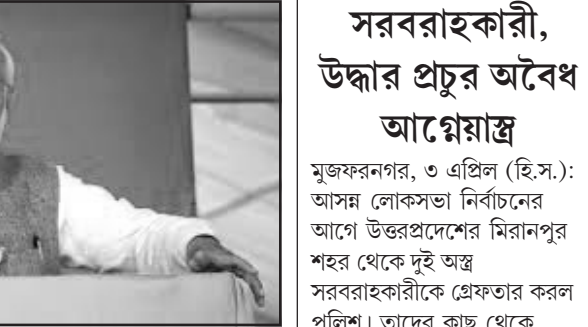 সরবরাহকারী,
উদ্ধার প্রচুর অবৈধ
আগ্নেয়াস্ত্র
মুজফরনগর, ৩ এপ্রিল (হি.স.):
আসন্ন লোকসভা নির্বাচনের
আগে উত্তরপ্রদেশের মিরানপুর
শহর থেকে দুই অস্ত্র
সরবরাহকারীকে গ্রেফতার করল
পুলিশ। তাদের কাছ থেকে